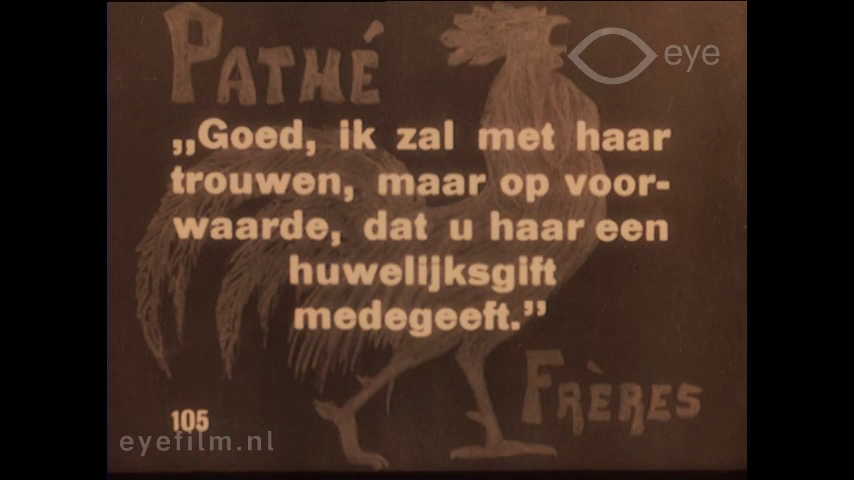 PATHÉ
eye
„Goed, ik zal met haar
trouwen, maar op voor-
waarde, dat u haar een
huwelijksgift
medegeeft.”
FRÈRES
105
eyefilm.nl